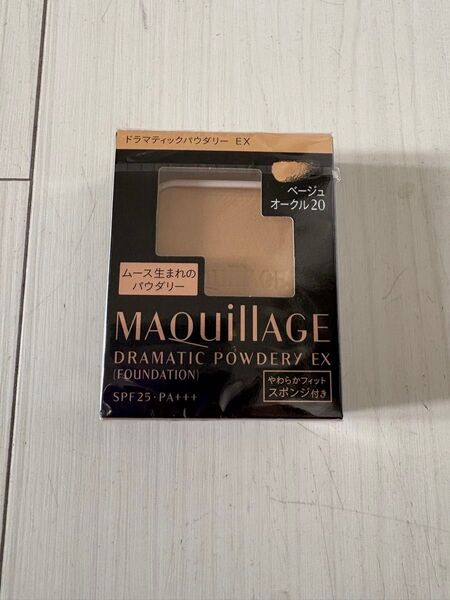 ドラマティックパウダリー EX
ベージュ
オークル20
ムース生まれの
パウダリー
MAQuillAGE
DRAMATIC POWDERY EX
(FOUNDATION)
やわらかフィット
スポンジ付き
SPF25・PA+++